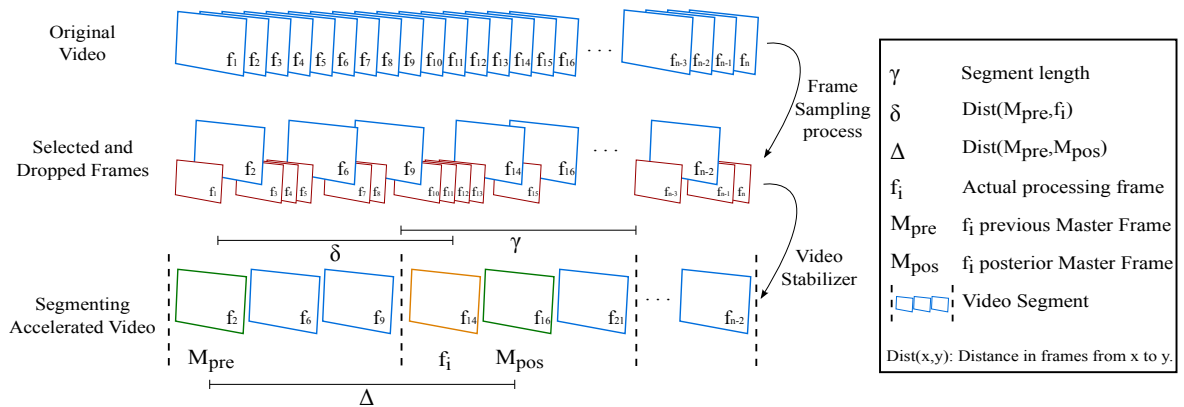 Original
Video
f1 f2 f3 f4 f5 f6 f7 f8 f9 f10 f11 f12 f13 f14 f15 f16 . . . fn-3 fn-2 fn-1 fn
Frame
Sampling
process
Selected and
Dropped Frames
f2 f6 f9 f14 f16 . . . fn-2
f1 f3 f4 f5 f7 f8 f10 f11 f12 f13 f15 fn-3 fn-1 fn
δ γ
Video
Stabilizer
Segmenting
Accelerated Video
f2 f6 f9 f14 f16 f21 . . . fn-2
Mpre fi Mpos
Δ
γ Segment length
δ Dist(Mpre,fi)
Δ Dist(Mpre,Mpos)
fi Actual processing frame
Mpre fi previous Master Frame
Mpos fi posterior Master Frame
Video Segment
Dist(x,y): Distance in frames from x to y.